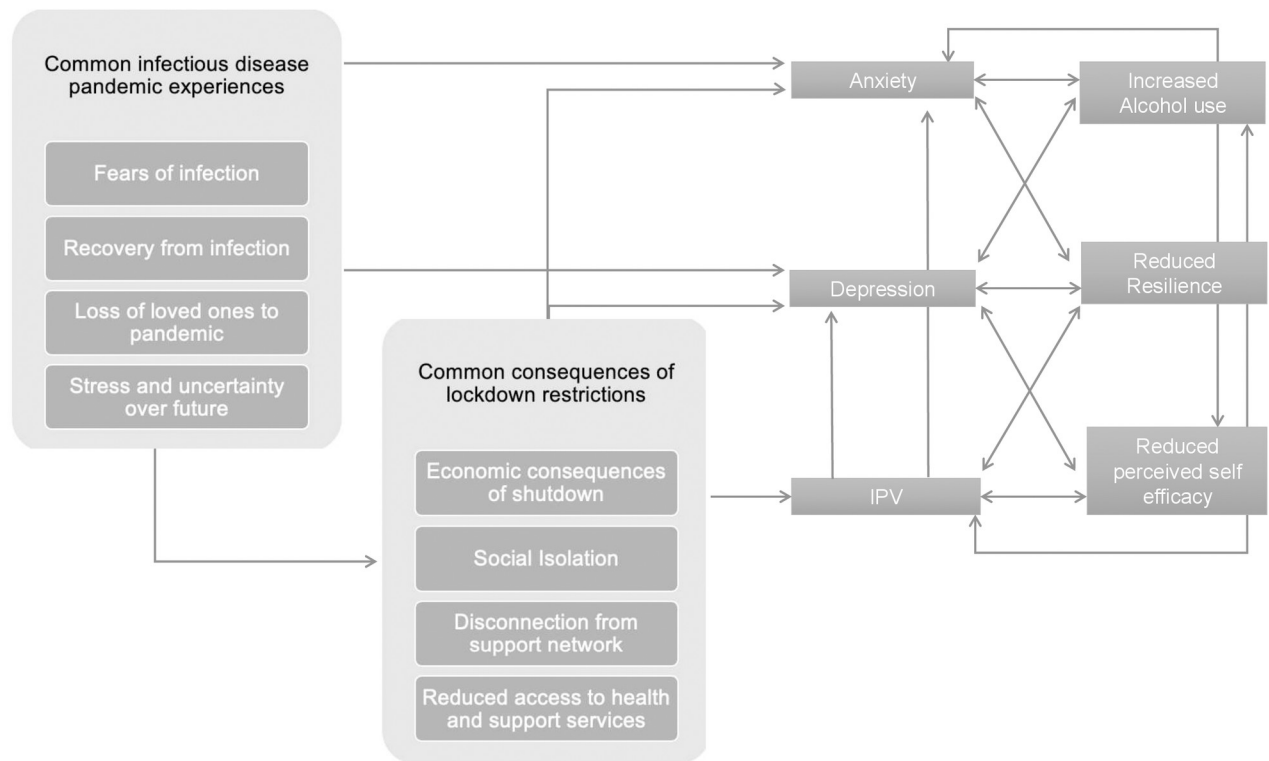 Common infectious disease
pandemic experiences
Fears of infection
Recovery from infection
Loss of loved ones to
pandemic
Stress and uncertainty
over future
Common consequences of
lockdown restrictions
Economic consequences
of shutdown
Social Isolation
Disconnection from
support network
Reduced access to health
and support services
Anxiety
Depression
IPV
Increased
Alcohol use
Reduced
Resilience
Reduced
perceived self
efficacy